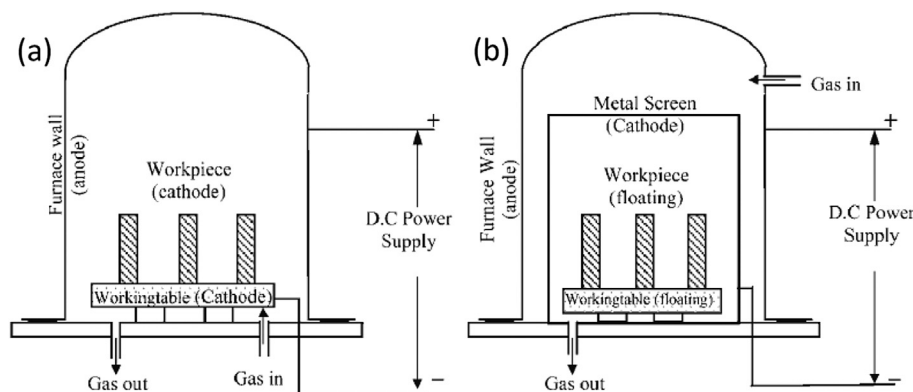 (a)
Furnace wall
(anode)
Workpiece
(cathode)
Workingtable (Cathode)
Gas out
Gas in
+
D.C Power
Supply
−
(b)
Gas in
Metal Screen
(Cathode)
Furnace Wall
(anode)
Workpiece
(floating)
Workingtable (floating)
Gas out
+
D.C Power
Supply
−